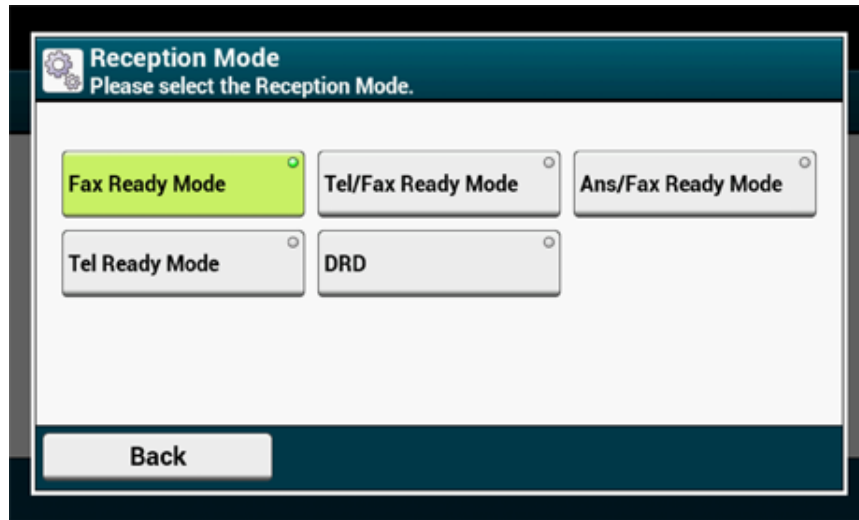 Reception Mode
Please select the Reception Mode.
Fax Ready Mode
Tel/Fax Ready Mode
Ans/Fax Ready Mode
Tel Ready Mode
DRD
Back